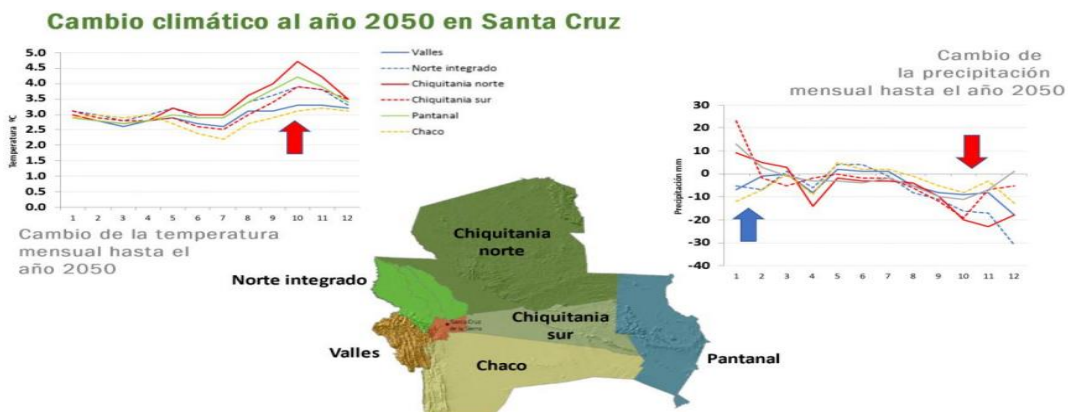 Cambio climático al año 2050 en Santa Cruz
5.0
4.5
4.0
3.5
3.0
2.5
2.0
1.5
1.0
0.5
0.0
Temperatura ºC
1 2 3 4 5 6 7 8 9 10 11 12
Cambio de la temperatura
mensual hasta el
año 2050
Valles
Norte integrado
Chiquitania norte
Chiquitania sur
Pantanal
Chaco
Cambio de
la precipitación
mensual hasta el año 2050
30
20
10
0
-10
-20
-30
-40
Precipitación mm
1 2 3 4 5 6 7 8 9 10 11 12
Chiquitania
norte
Norte integrado
Santa Cruz
de la Sierra
Chiquitania
sur
Valles
Chaco
Pantanal